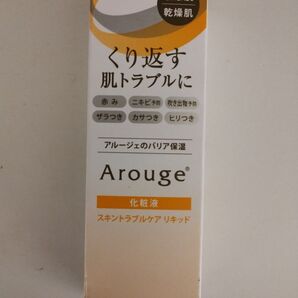 乾燥肌
くり返す
肌トラブルに
赤み ニキビ予防 吹き出物予防
ザラつき カサつき ヒリつき
アルージェのバリア保湿
Arouge®
化粧液
スキントラブルケア リキッド